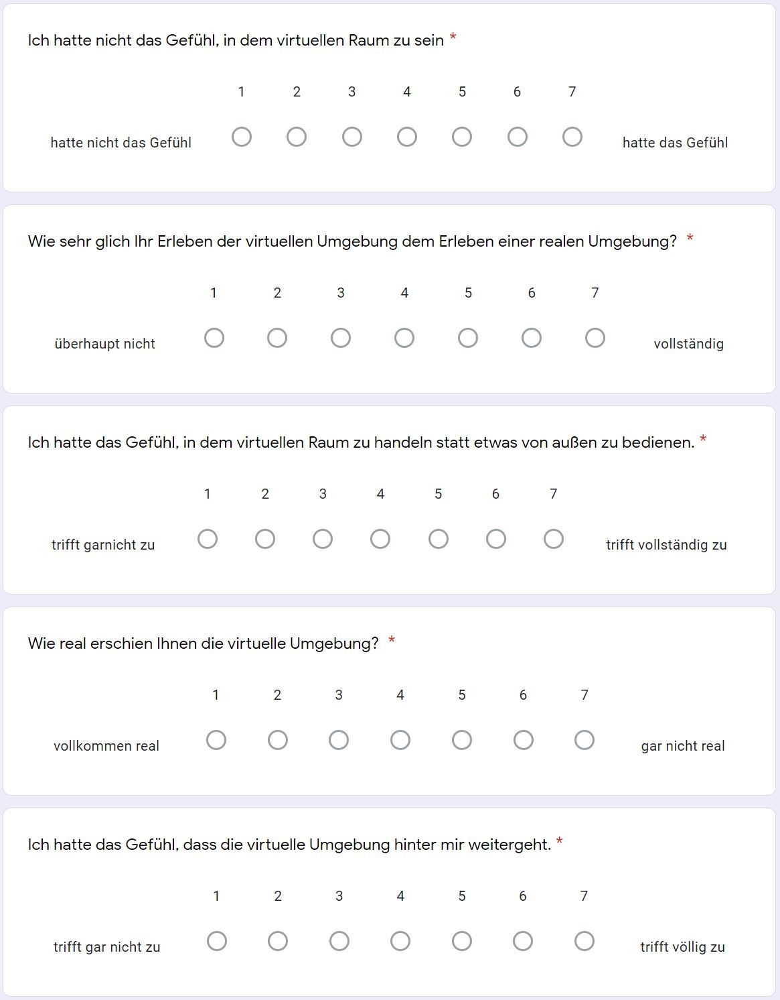 Ich hatte nicht das Gefühl, in dem virtuellen Raum zu sein *
1 2 3 4 5 6 7
hatte nicht das Gefühl hatte das Gefühl
Wie sehr glich Ihr Erleben der virtuellen Umgebung dem Erleben einer realen Umgebung? *
1 2 3 4 5 6 7
überhaupt nicht vollständig
Ich hatte das Gefühl, in dem virtuellen Raum zu handeln statt etwas von außen zu bedienen. *
1 2 3 4 5 6 7
trifft garnicht zu trifft vollständig zu
Wie real erschien Ihnen die virtuelle Umgebung? *
1 2 3 4 5 6 7
vollkommen real gar nicht real
Ich hatte das Gefühl, dass die virtuelle Umgebung hinter mir weitergeht. *
1 2 3 4 5 6 7
trifft gar nicht zu trifft völlig zu